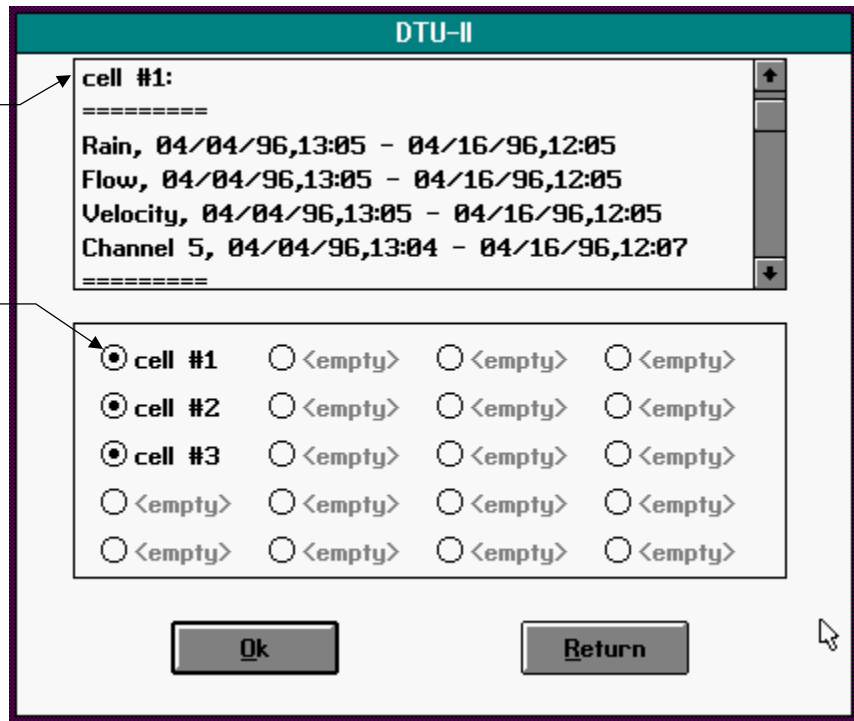 DTU-II
cell #1:
=========
Rain, 04/04/96,13:05 - 04/16/96,12:05
Flow, 04/04/96,13:05 - 04/16/96,12:05
Velocity, 04/04/96,13:05 - 04/16/96,12:05
Channel 5, 04/04/96,13:04 - 04/16/96,12:07
=========
cell #1 <empty> <empty> <empty>
cell #2 <empty> <empty> <empty>
cell #3 <empty> <empty> <empty>
<empty> <empty> <empty> <empty>
<empty> <empty> <empty> <empty>
Ok Return